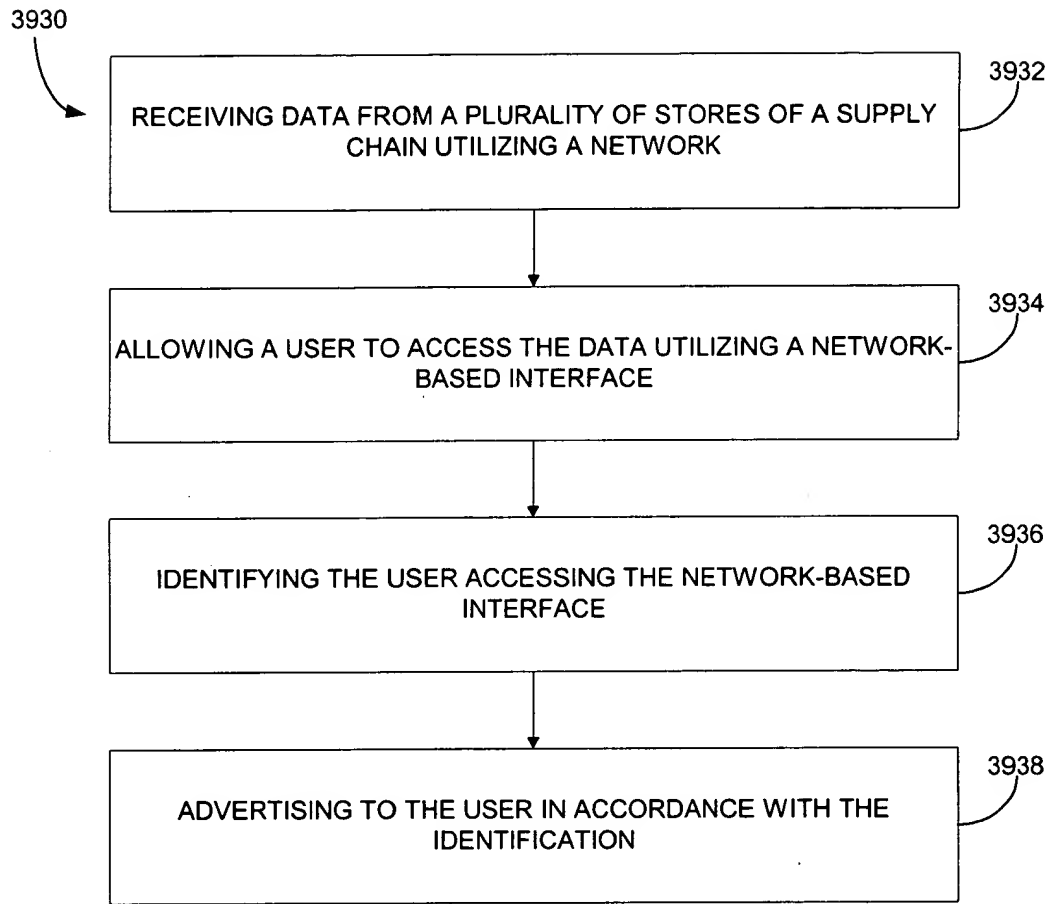 3930
3932
RECEIVING DATA FROM A PLURALITY OF STORES OF A SUPPLY
CHAIN UTILIZING A NETWORK
3934
ALLOWING A USER TO ACCESS THE DATA UTILIZING A NETWORK-
BASED INTERFACE
3936
IDENTIFYING THE USER ACCESSING THE NETWORK-BASED
INTERFACE
3938
ADVERTISING TO THE USER IN ACCORDANCE WITH THE
IDENTIFICATION